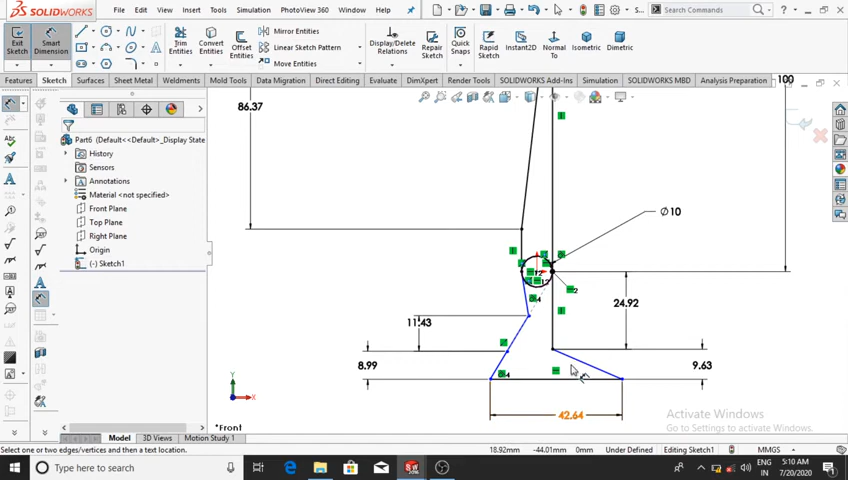 SOLIDWORKS
File Edit View Insert Tools Simulation PhotoView 360 Window Help
S...
Search Commands
Exit Sketch
Smart Dimension
Trim Entities
Convert Entities
Offset Entities
Mirror Entities
Linear Sketch Pattern
Move Entities
Display/Delete Relations
Repair Sketch
Quick Snaps
Rapid Sketch
Instant2D
Normal To
Isometric
Dimetric
Features Sketch Surfaces Sheet Metal Weldments Mold Tools Data Migration Direct Editing Evaluate DimXpert Render Tools SOLIDWORKS Add-Ins Simulation SOLIDWORKS MBD Analysis Preparation
Part6 (Default<<Default>_Display State
History
Sensors
Annotations
Material <not specified>
Front Plane
Top Plane
Right Plane
Origin
(-) Sketch1
100
86.37
Ø10
24.92
11.43
8.99
9.63
42.64
Y
X
*Front
Activate Windows
Go to Settings to activate Windows.
Model 3D Views Motion Study 1
Select one or two edges/vertices and then a text location.
18.92mm -44.01mm 0mm Under Defined Editing Sketch1 MMGS
Type here to search
ENG
IN
5:10 AM
7/20/2020